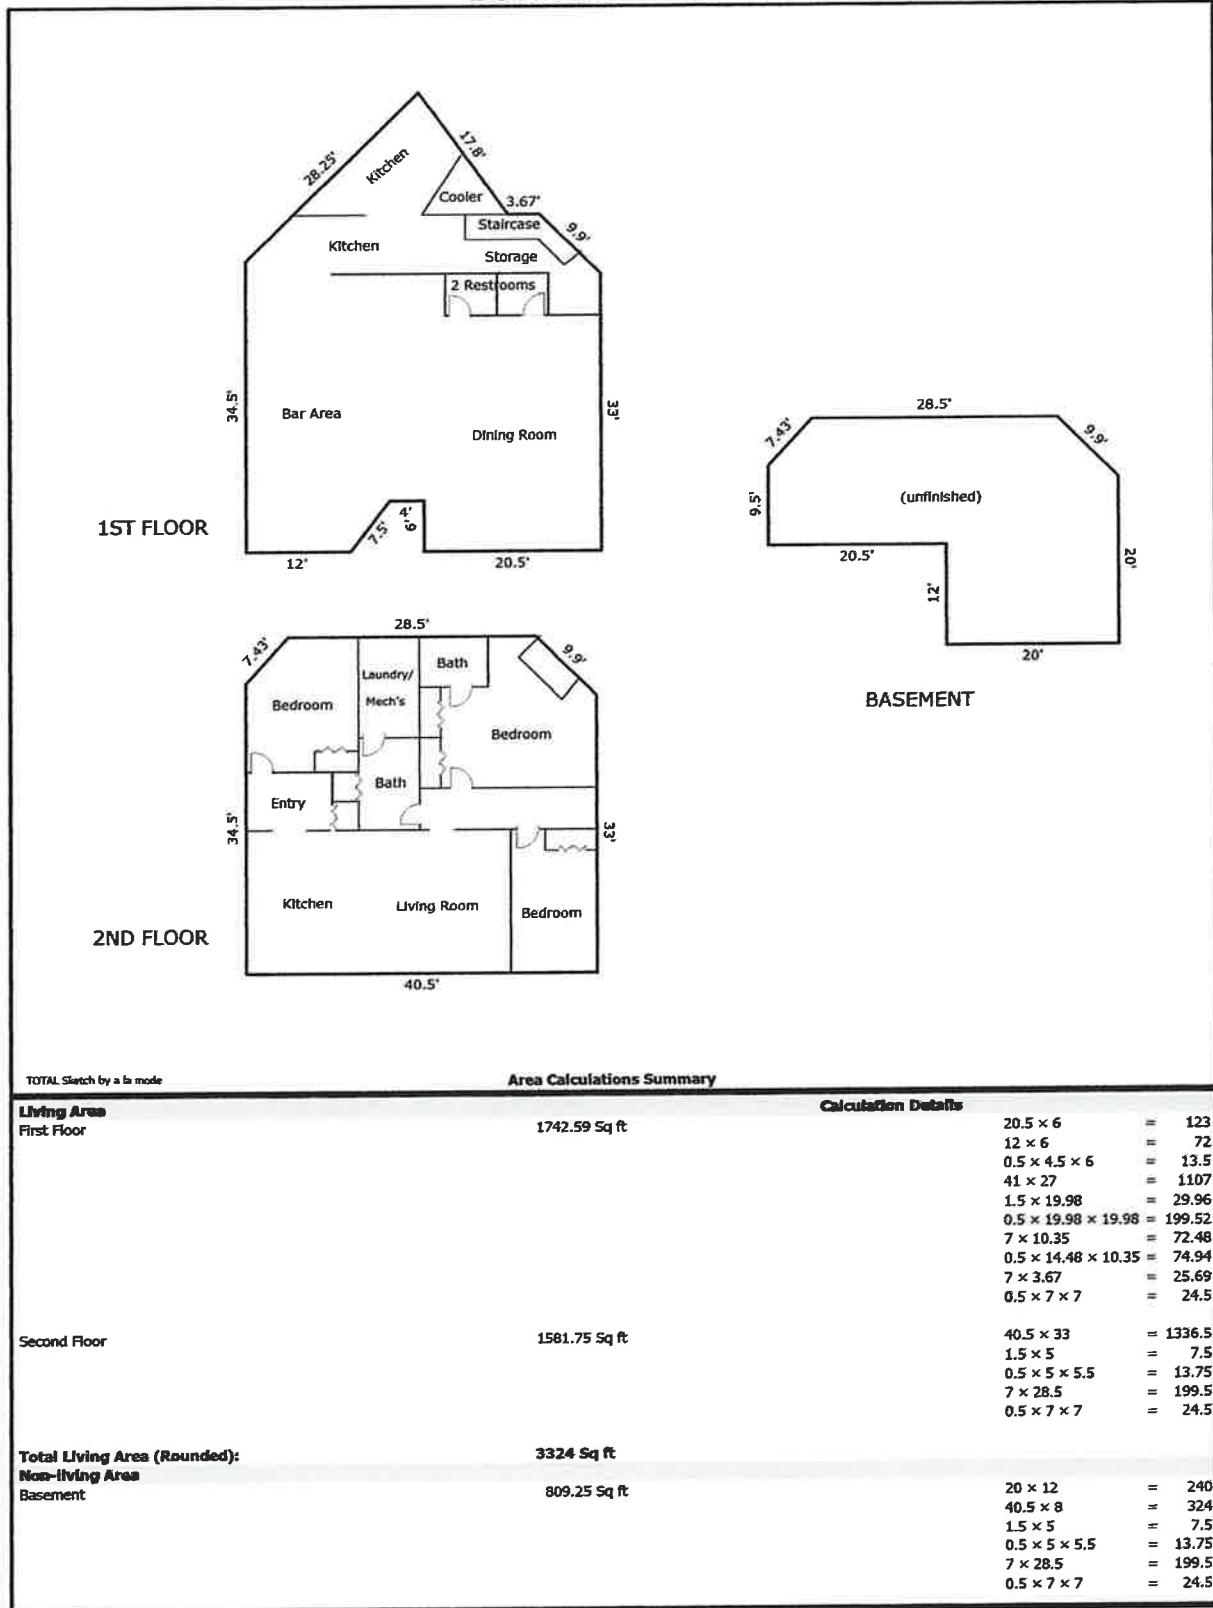 28.25'
17.8'
Kitchen
Cooler
3.67'
Staircase
9.9'
Kitchen
Storage
2 Restrooms
34.5'
Bar Area
33'
Dining Room
1ST FLOOR
4'
6'
7.5'
12'
20.5'
28.5'
7.43'
9.9'
9.5'
(unfinished)
20.5'
12'
20'
20'
BASEMENT
28.5'
7.43'
9.9'
Bath
Laundry/
Mech's
Bedroom
Bedroom
Bath
Entry
34.5'
33'
Kitchen
Living Room
Bedroom
2ND FLOOR
40.5'
TOTAL Sketch by a la mode
Area Calculations Summary
Living Area
Calculation Details
First Floor 1742.59 Sq ft 20.5 × 6 = 123
12 × 6 = 72
0.5 × 4.5 × 6 = 13.5
41 × 27 = 1107
1.5 × 19.98 = 29.96
0.5 × 19.98 × 19.98 = 199.52
7 × 10.35 = 72.48
0.5 × 14.48 × 10.35 = 74.94
7 × 3.67 = 25.69
0.5 × 7 × 7 = 24.5
Second Floor 1581.75 Sq ft 40.5 × 33 = 1336.5
1.5 × 5 = 7.5
0.5 × 5 × 5.5 = 13.75
7 × 28.5 = 199.5
0.5 × 7 × 7 = 24.5
Total Living Area (Rounded): 3324 Sq ft
Non-living Area
Basement 809.25 Sq ft 20 × 12 = 240
40.5 × 8 = 324
1.5 × 5 = 7.5
0.5 × 5 × 5.5 = 13.75
7 × 28.5 = 199.5
0.5 × 7 × 7 = 24.5